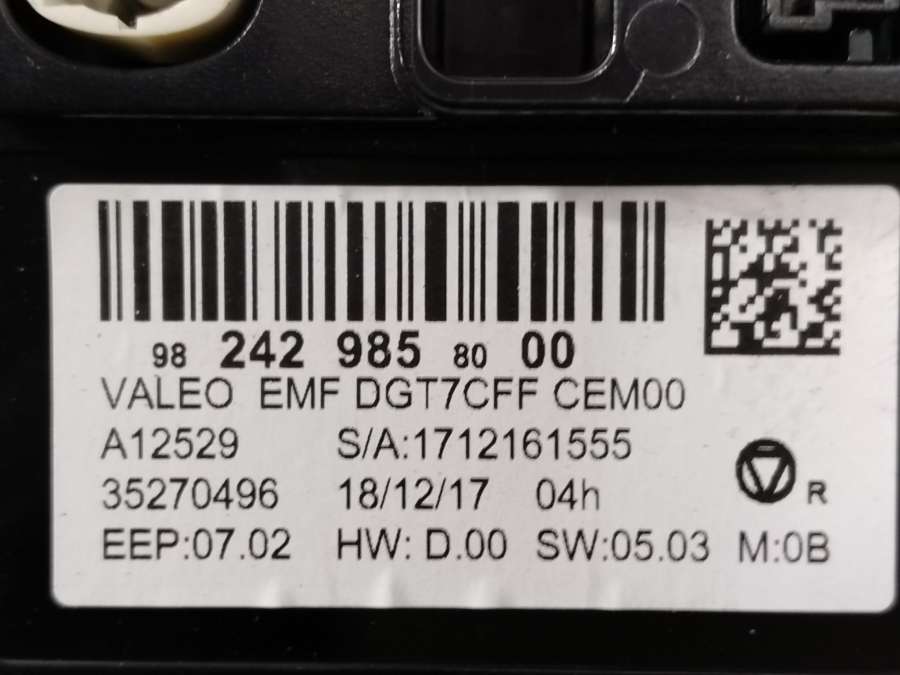 98 242 985 80 00
VALEO EMF DGT7CFF CEM00
A12529 S/A:1712161555
35270496 18/12/17 04h R
EEP:07.02 HW: D.00 SW:05.03 M:0B